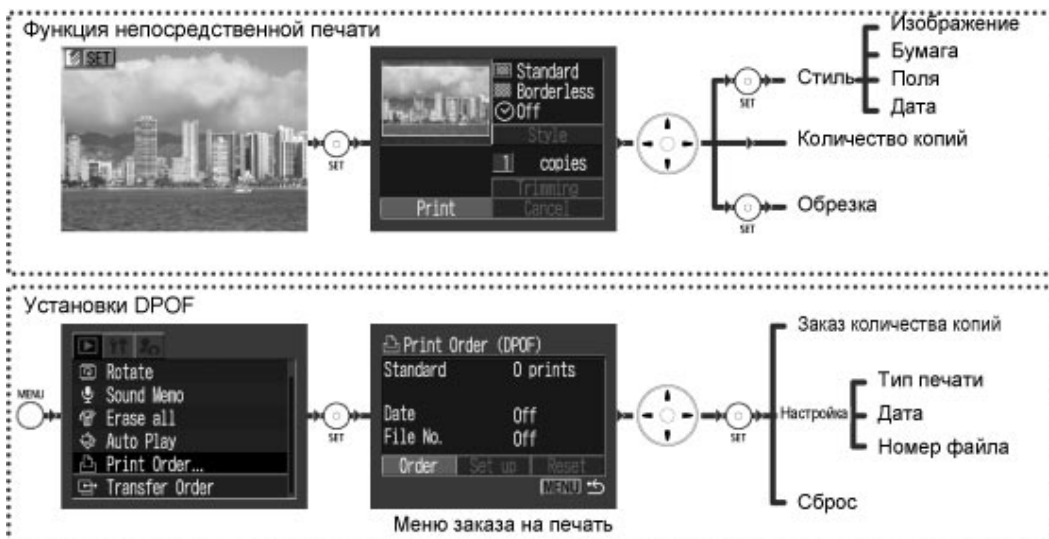 Функция непосредственной печати
SET
Standard
Borderless
Off
Style
1 copies
Trimming
Print Cancel
SET
SET
SET
Стиль
Изображение
Бумага
Поля
Дата
Количество копий
Обрезка
Установки DPOF
MENU
Rotate
Sound Memo
Erase all
Auto Play
Print Order...
Transfer Order
SET
Print Order (DPOF)
Standard 0 prints
Date Off
File No. Off
Order Set up Reset
MENU
Меню заказа на печать
SET
Заказ количества копий
Настройка
Тип печати
Дата
Номер файла
Сброс